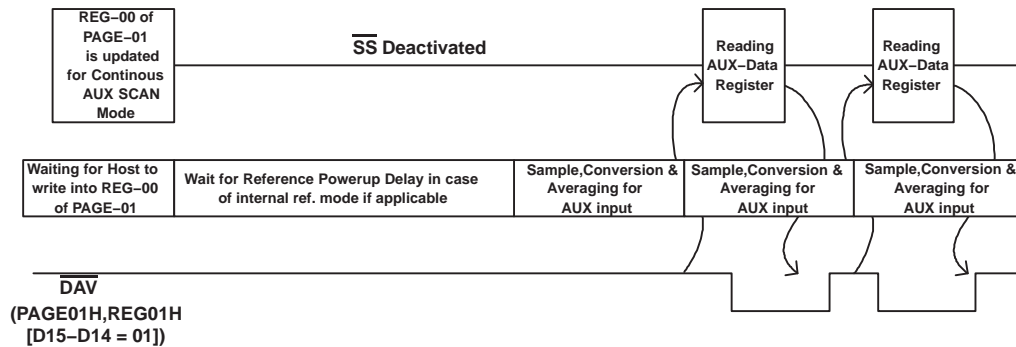 REG–00 of
PAGE–01
is updated
for Continous
AUX SCAN
Mode
SS Deactivated
Reading
AUX–Data
Register
Reading
AUX–Data
Register
Waiting for Host to
write into REG–00
of PAGE–01
Wait for Reference Powerup Delay in case
of internal ref. mode if applicable
Sample,Conversion &
Averaging for
AUX input
Sample,Conversion &
Averaging for
AUX input
Sample,Conversion &
Averaging for
AUX input
DAV
(PAGE01H,REG01H
[D15–D14 = 01])